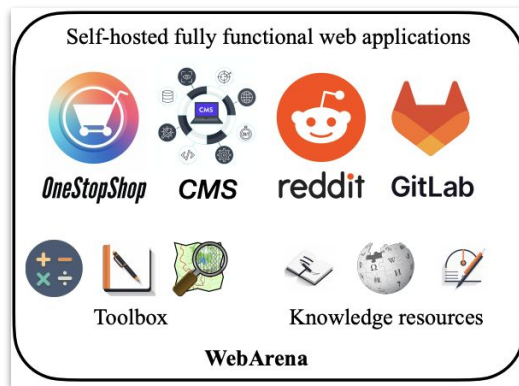 Self-hosted fully functional web applications
CMS
OneStopShop
CMS
reddit
GitLab
Toolbox
Knowledge resources
WebArena